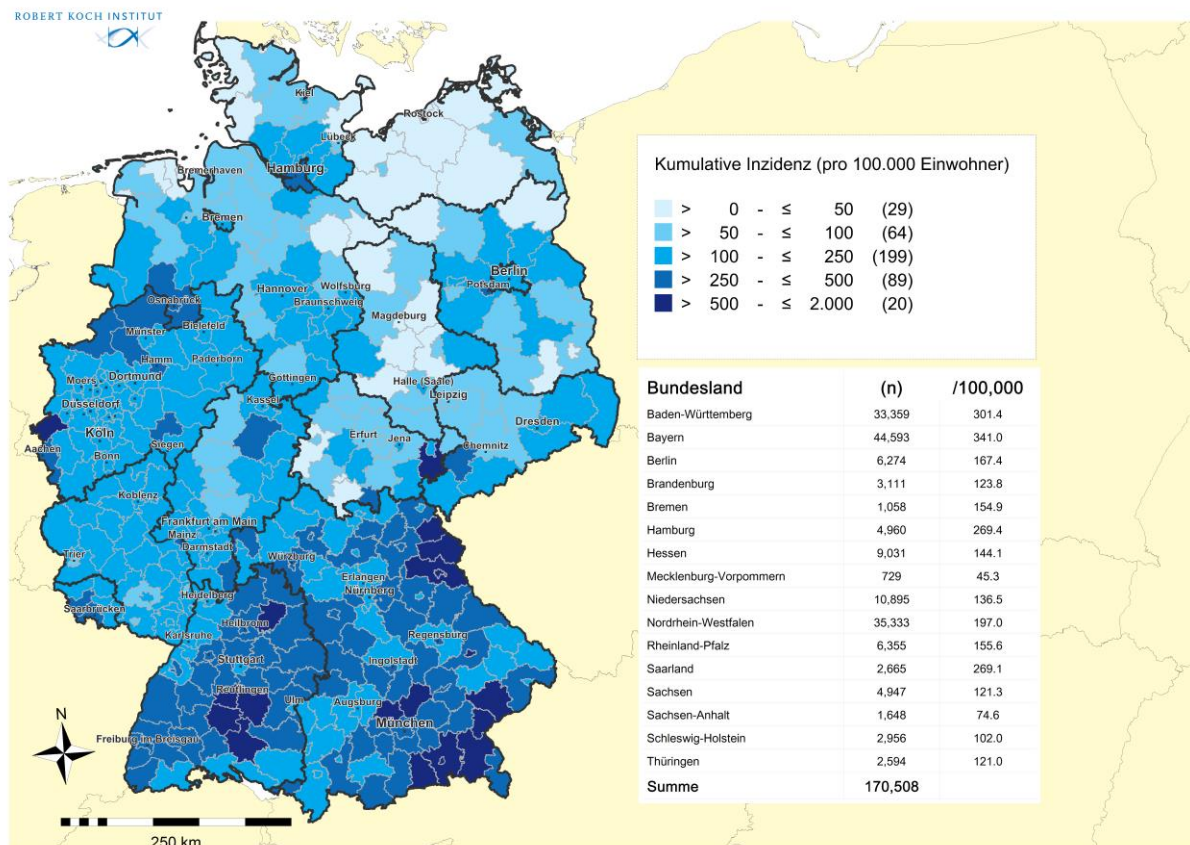 ROBERT KOCH INSTITUT
Kiel
Rostock
Lübeck
Hamburg
Bremerhaven
Bremen
Berlin
Potsdam
Hannover
Wolfsburg
Braunschweig
Osnabrück
Magdeburg
Bielefeld
Münster
Hamm
Paderborn
Moers
Dortmund
Göttingen
Halle (Saale)
Leipzig
Düsseldorf
Kassel
Dresden
Köln
Erfurt
Jena
Chemnitz
Aachen
Siegen
Bonn
Koblenz
Frankfurt am Main
Mainz
Darmstadt
Trier
Würzburg
Erlangen
Nürnberg
Saarbrücken
Heidelberg
Heilbronn
Karlsruhe
Regensburg
Stuttgart
Ingolstadt
Reutlingen
Ulm
Augsburg
München
Freiburg im Breisgau
N
250 km
Kumulative Inzidenz (pro 100.000 Einwohner)
> 0 - ≤ 50 (29)
> 50 - ≤ 100 (64)
> 100 - ≤ 250 (199)
> 250 - ≤ 500 (89)
> 500 - ≤ 2.000 (20)
Bundesland (n) /100,000
Baden-Württemberg 33,359 301.4
Bayern 44,593 341.0
Berlin 6,274 167.4
Brandenburg 3,111 123.8
Bremen 1,058 154.9
Hamburg 4,960 269.4
Hessen 9,031 144.1
Mecklenburg-Vorpommern 729 45.3
Niedersachsen 10,895 136.5
Nordrhein-Westfalen 35,333 197.0
Rheinland-Pfalz 6,355 155.6
Saarland 2,665 269.1
Sachsen 4,947 121.3
Sachsen-Anhalt 1,648 74.6
Schleswig-Holstein 2,956 102.0
Thüringen 2,594 121.0
Summe 170,508